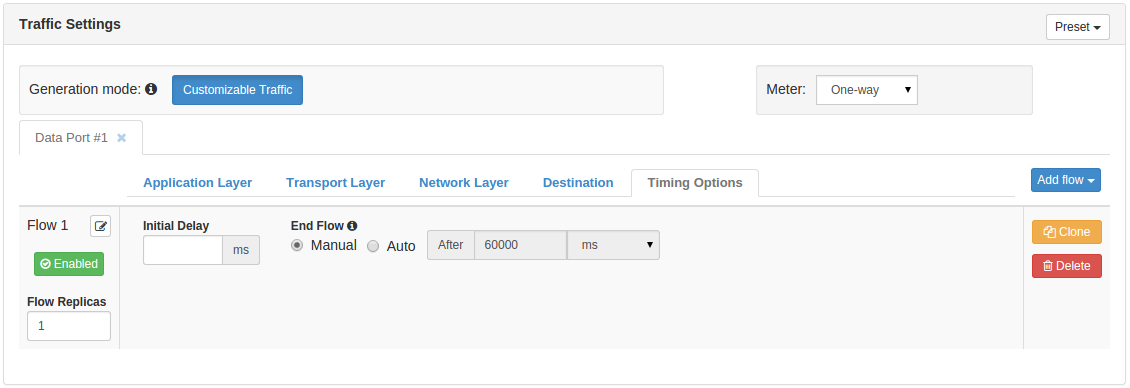 Traffic Settings
Preset
Generation mode: Customizable Traffic
Meter: One-way
Data Port #1
Application Layer Transport Layer Network Layer Destination Timing Options Add flow
Flow 1 Initial Delay End Flow Clone
ms Manual Auto After 60000 ms
Enabled Delete
Flow Replicas
1